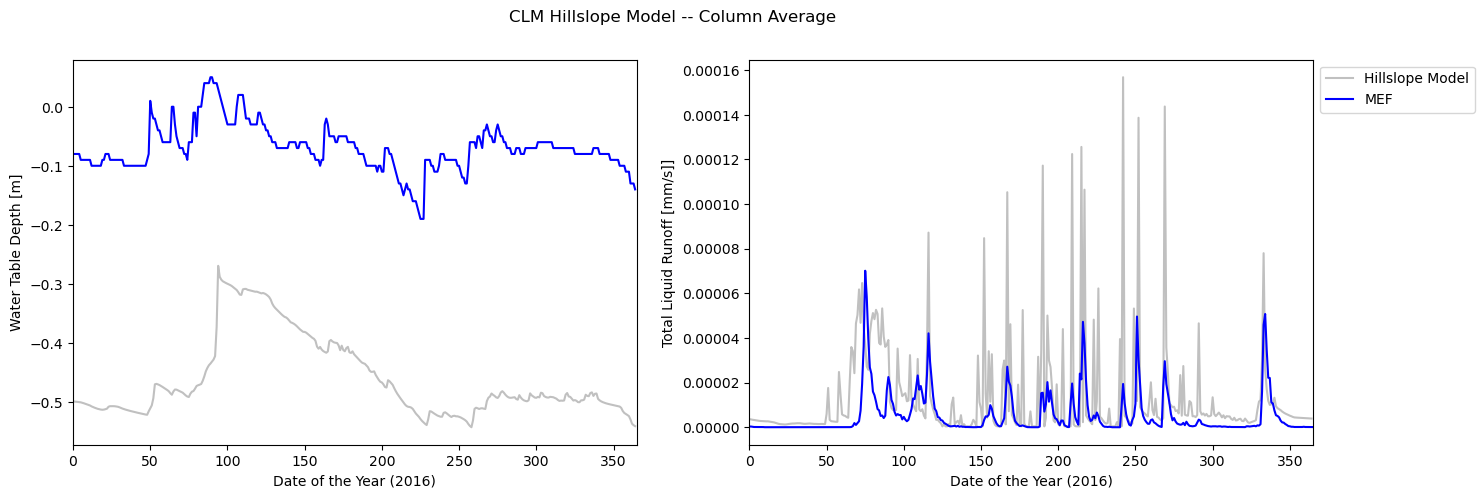 CLM Hillslope Model -- Column Average
Water Table Depth [m]
0.0
−0.1
−0.2
−0.3
−0.4
−0.5
0 50 100 150 200 250 300 350
Date of the Year (2016)
Total Liquid Runoff [mm/s]]
0.00016
0.00014
0.00012
0.00010
0.00008
0.00006
0.00004
0.00002
0.00000
0 50 100 150 200 250 300 350
Date of the Year (2016)
Hillslope Model
MEF